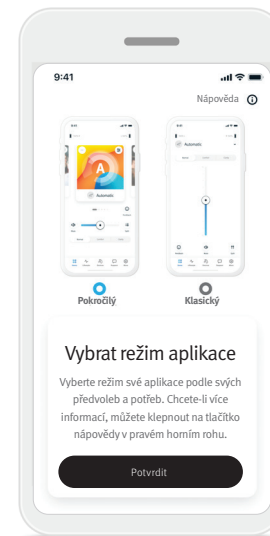 9:41
Nápověda
Automatic
Automatic
A
Automatic
Pokročilý
Klasický
Vybrat režim aplikace
Vyberte režim své aplikace podle svých
předvoleb a potřeb. Chcete-li více
informací, můžete klepnout na tlačítko
nápovědy v pravém horním rohu.
Potvrdit